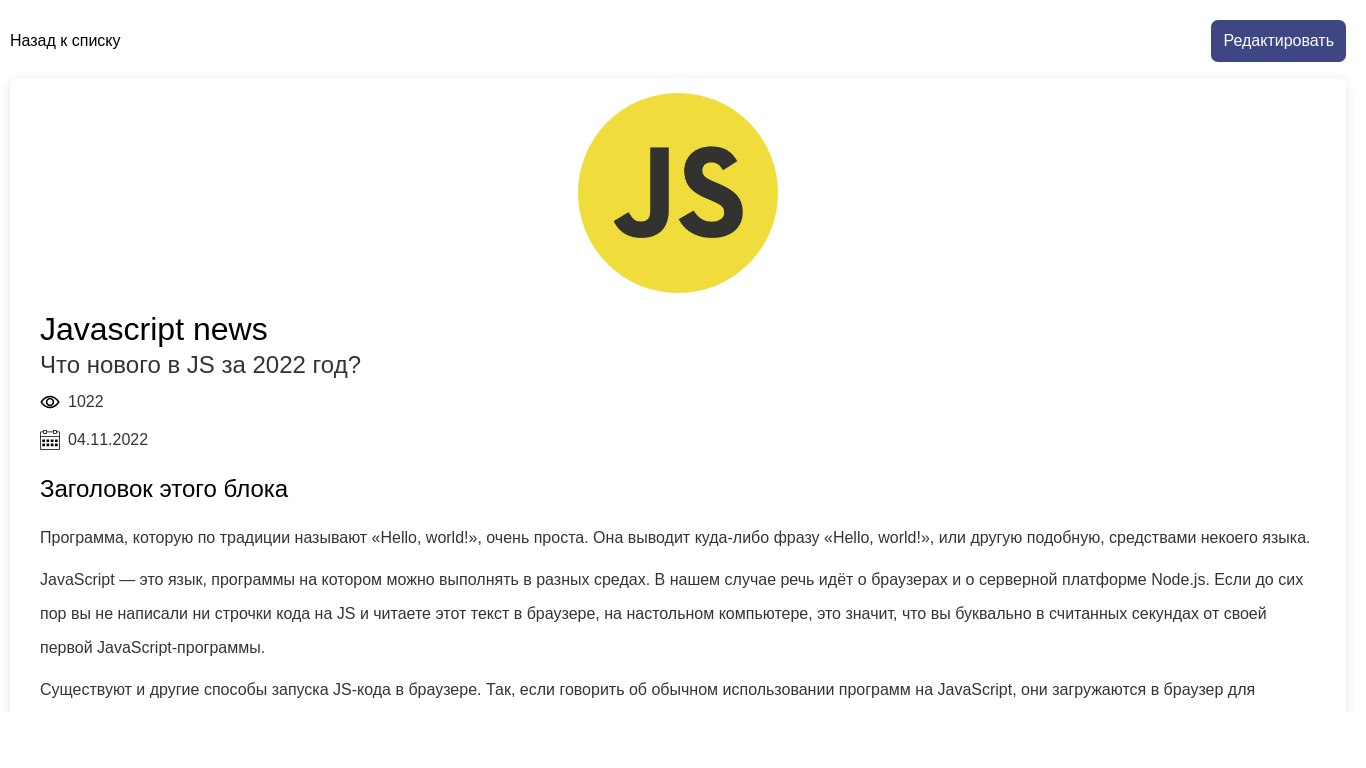 Назад к списку
Редактировать
JS
Javascript news
Что нового в JS за 2022 год?
1022
04.11.2022
Заголовок этого блока
Программа, которую по традиции называют «Hello, world!», очень проста. Она выводит куда-либо фразу «Hello, world!», или другую подобную, средствами некоего языка.
JavaScript — это язык, программы на котором можно выполнять в разных средах. В нашем случае речь идёт о браузерах и о серверной платформе Node.js. Если до сих
пор вы не написали ни строчки кода на JS и читаете этот текст в браузере, на настольном компьютере, это значит, что вы буквально в считанных секундах от своей
первой JavaScript-программы.
Существуют и другие способы запуска JS-кода в браузере. Так, если говорить об обычном использовании программ на JavaScript, они загружаются в браузер для